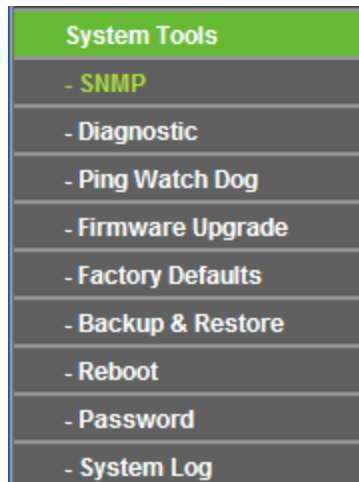 System Tools
- SNMP
- Diagnostic
- Ping Watch Dog
- Firmware Upgrade
- Factory Defaults
- Backup & Restore
- Reboot
- Password
- System Log